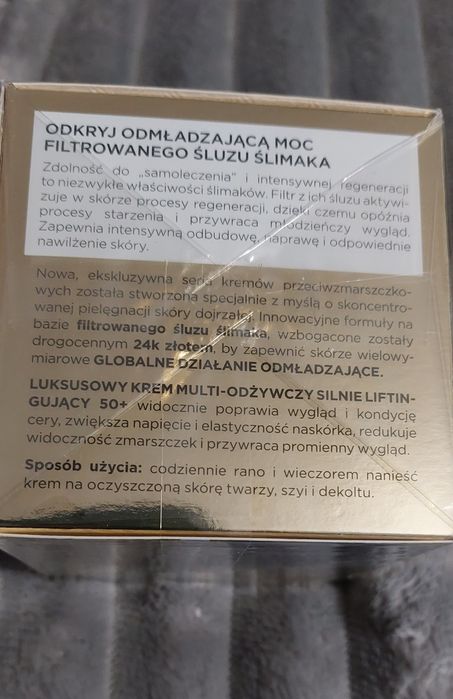 ODKRYJ ODMŁADZAJĄCĄ MOC
FILTROWANEGO ŚLUZU ŚLIMAKA
Zdolność do „samoleczenia” i intensywnej regeneracji
to niezwykłe właściwości ślimaków. Filtr z ich śluzu aktywi-
zuje w skórze procesy regeneracji, dzięki czemu opóźnia
procesy starzenia i przywraca młodzieńczy wygląd.
Zapewnia intensywną odbudowę, naprawę i odpowiednie
nawilżenie skóry.
Nowa, ekskluzywna seria kremów przeciwzmarszczko-
wych została stworzona specjalnie z myślą o skoncentro-
wanej pielęgnacji skóry dojrzałej. Innowacyjne formuły na
bazie filtrowanego śluzu ślimaka, wzbogacone zostały
drogocennym 24k złotem, by zapewnić skórze wielowy-
miarowe GLOBALNE DZIAŁANIE ODMŁADZAJĄCE.
LUKSUSOWY KREM MULTI-ODŻYWCZY SILNIE LIFTIN-
GUJĄCY 50+ widocznie poprawia wygląd i kondycję
cery, zwiększa napięcie i elastyczność naskórka, redukuje
widoczność zmarszczek i przywraca promienny wygląd.
Sposób użycia: codziennie rano i wieczorem nanieść
krem na oczyszczoną skórę twarzy, szyi i dekoltu.